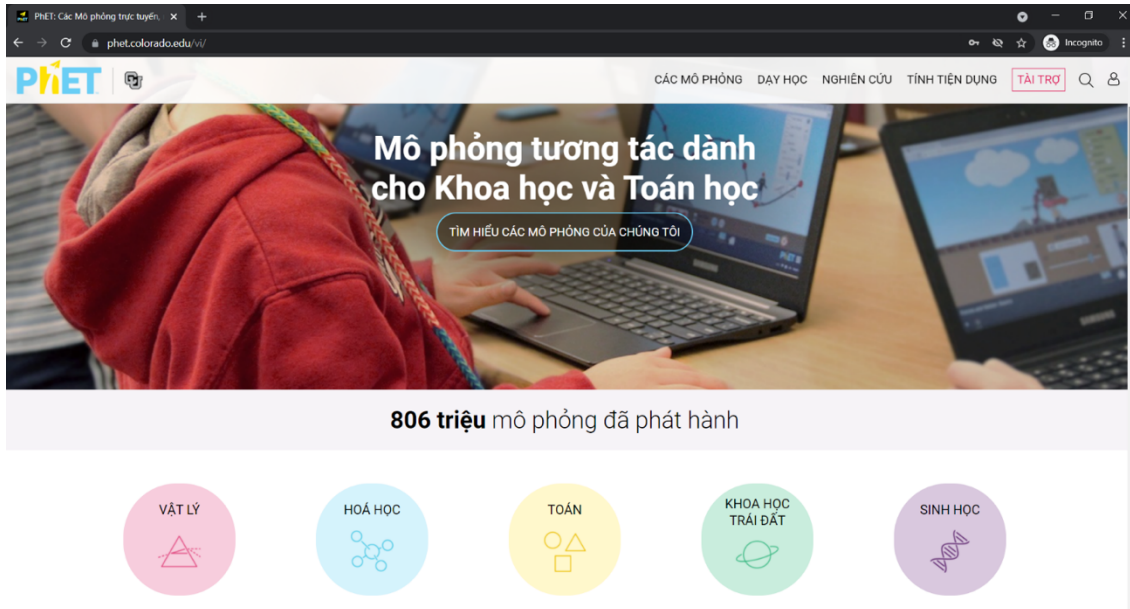 PhET: Các Mô phỏng trực tuyến,
phet.colorado.edu/vi/
Incognito
PhET
CÁC MÔ PHỎNG DẠY HỌC NGHIÊN CỨU TÍNH TIỆN DỤNG TÀI TRỢ
Mô phỏng tương tác dành
cho Khoa học và Toán học
TÌM HIỂU CÁC MÔ PHỎNG CỦA CHÚNG TÔI
SAMSUNG
806 triệu mô phỏng đã phát hành
VẬT LÝ
HOÁ HỌC
TOÁN
KHOA HỌC
TRÁI ĐẤT
SINH HỌC